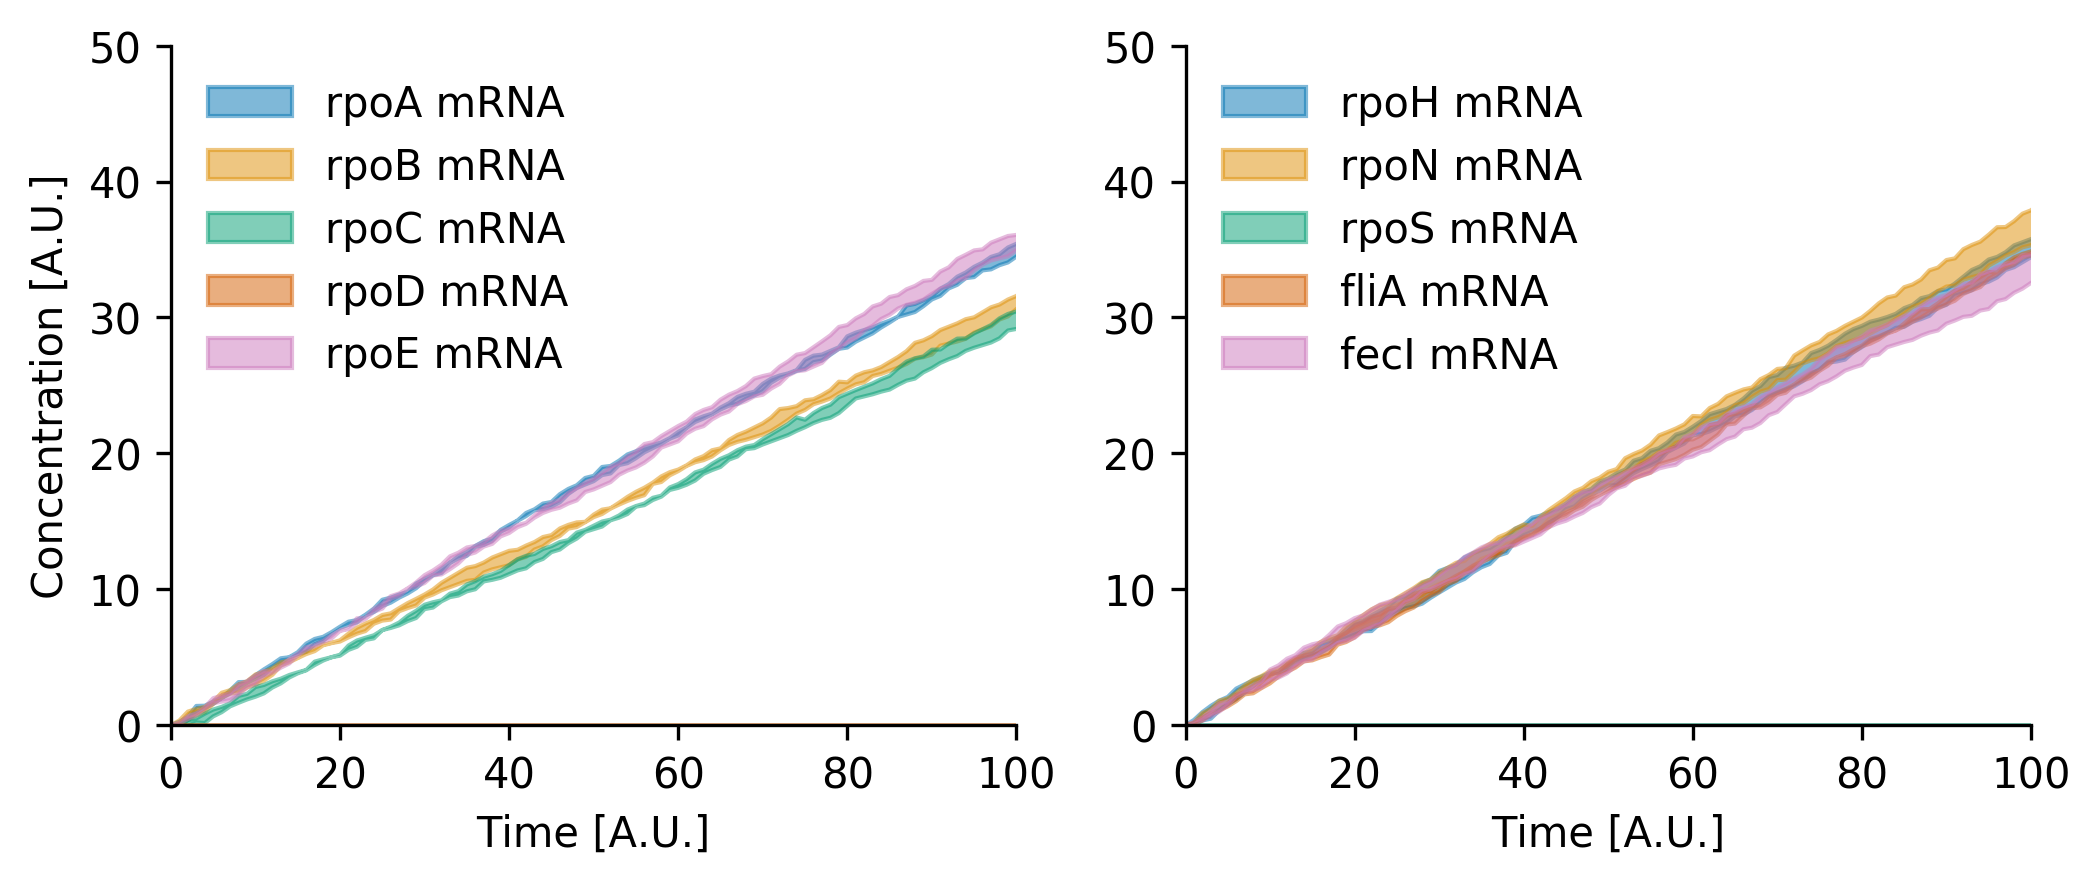 50
40
30
20
10
0
0 20 40 60 80 100
Concentration [A.U.]
Time [A.U.]
rpoA mRNA
rpoB mRNA
rpoC mRNA
rpoD mRNA
rpoE mRNA
50
40
30
20
10
0
0 20 40 60 80 100
Time [A.U.]
rpoH mRNA
rpoN mRNA
rpoS mRNA
fliA mRNA
fecI mRNA